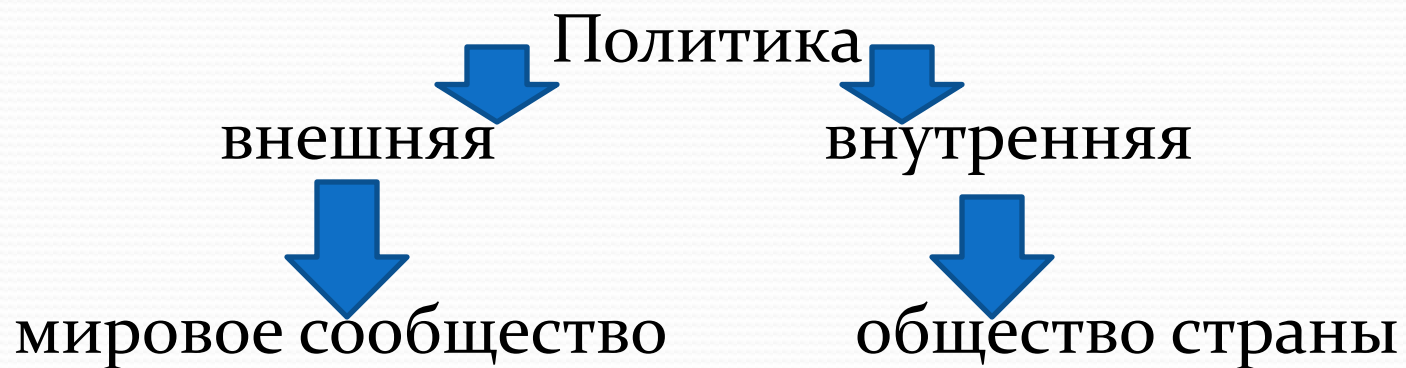 Политика
внешняя внутренняя
мировое сообщество общество страны